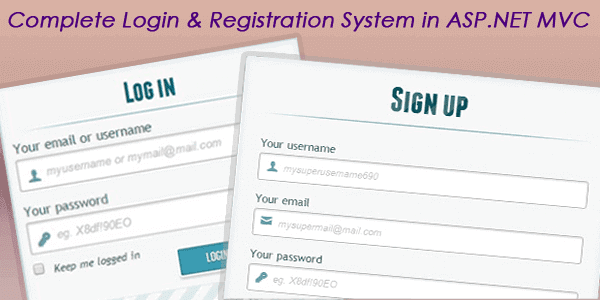 Complete Login & Registration System in ASP.NET MVC
LOG IN
Your email or username
myusername or mymail@mail.com
Your password
eg. X8df!90EO
Keep me logged in
LOGIN
SIGN UP
Your username
mysuperusername690
Your email
mysupermail@mail.com
Your password
eg. X8df!90EO